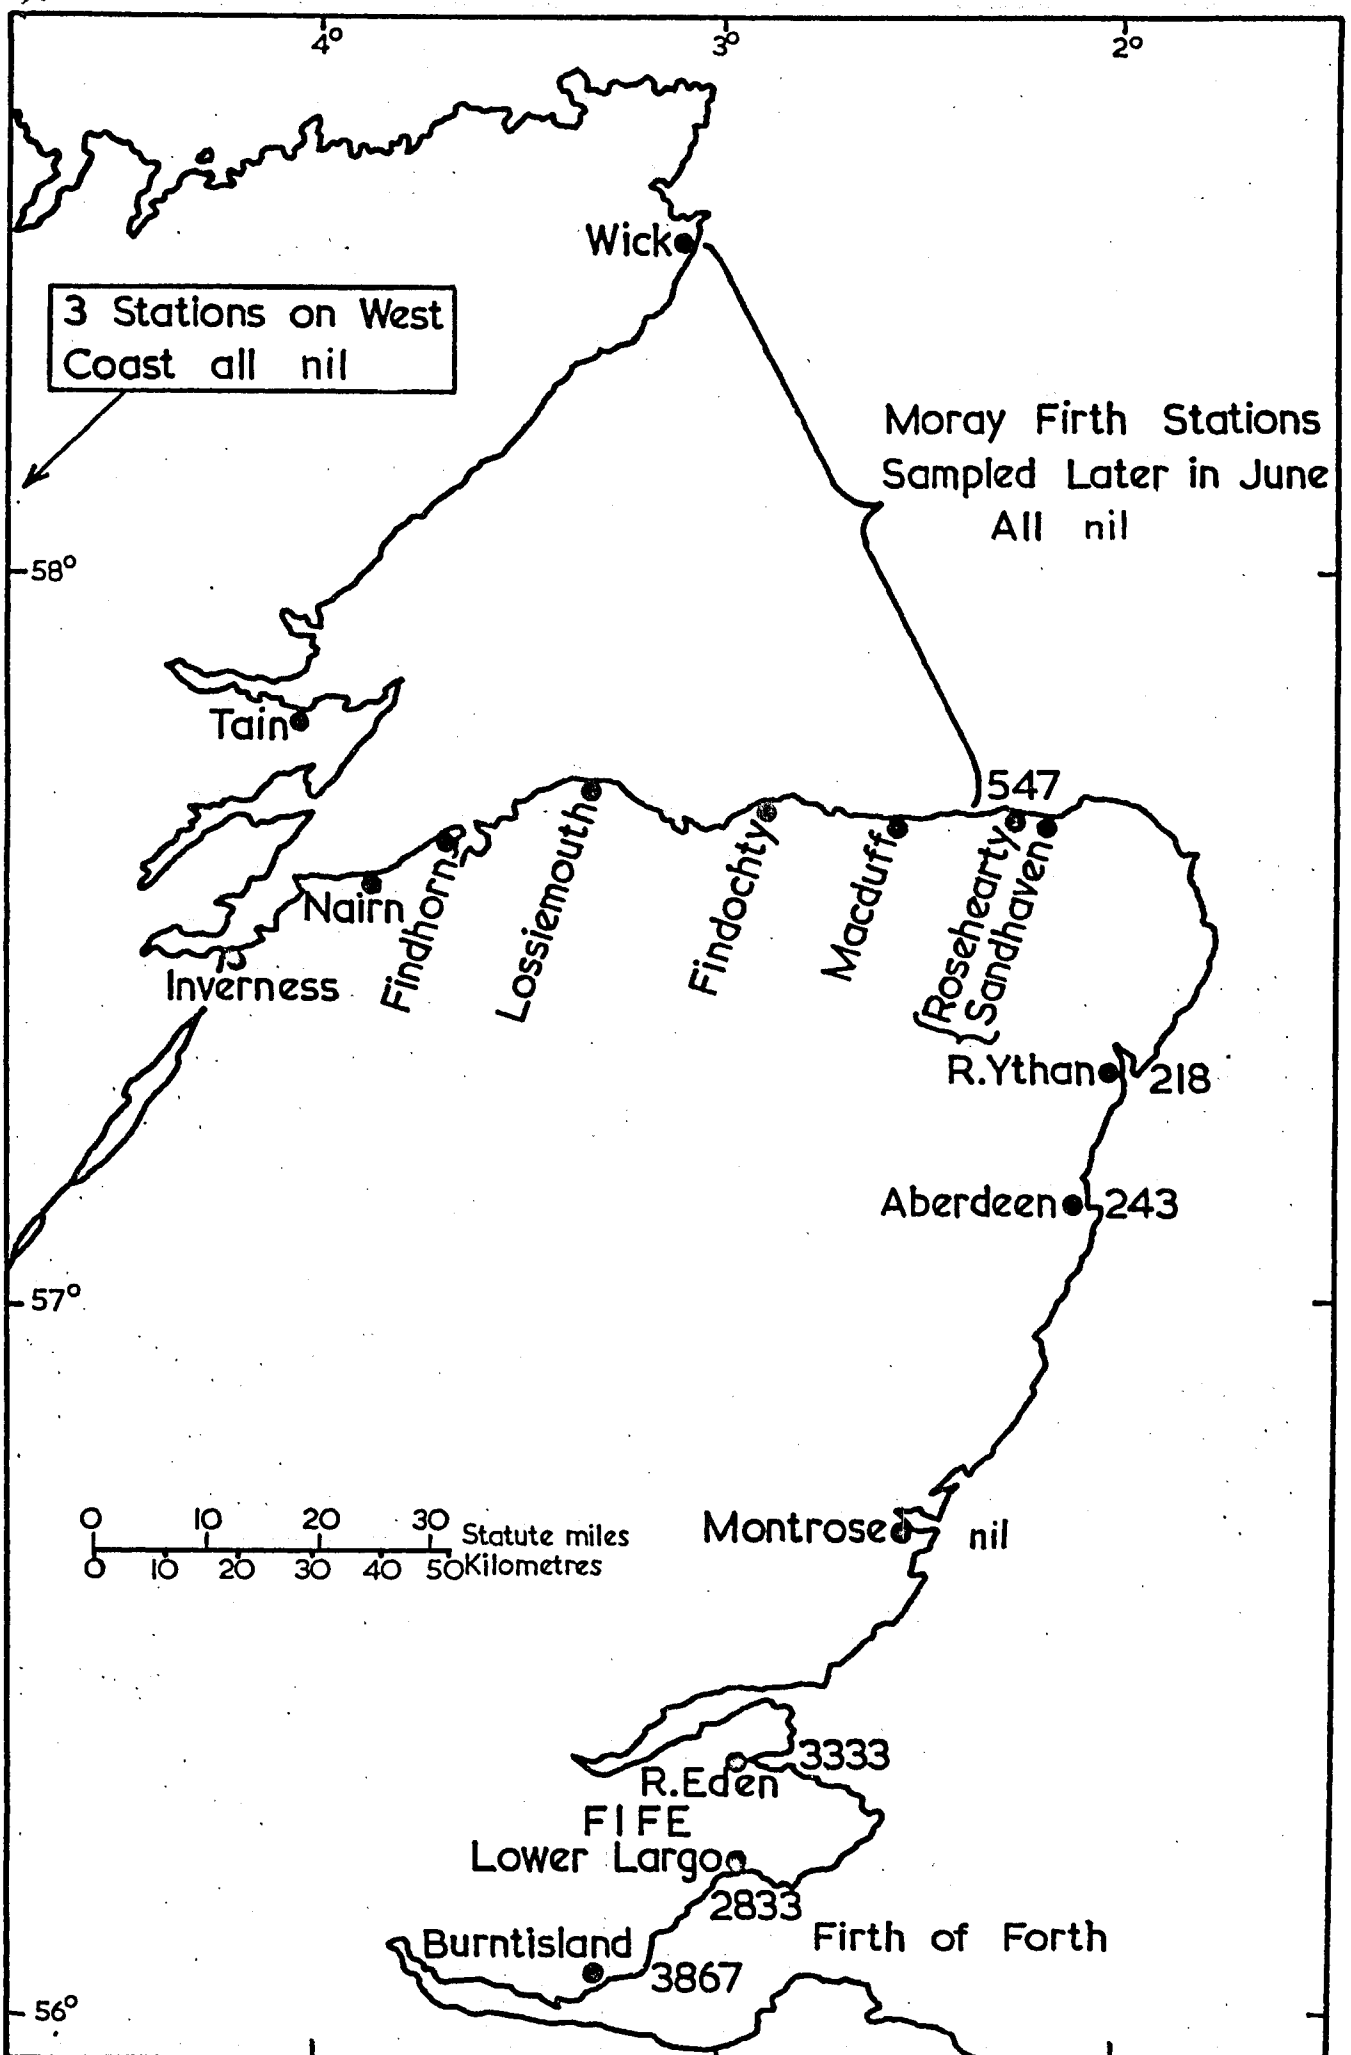 4° 3° 2°
Wick
3 Stations on West
Coast all nil
Moray Firth Stations
Sampled Later in June
All nil
58°
Tain
547
Nairn
Findhorn
Lossiemouth
Findochty
Macduff
Rosehearty
Sandhaven
Inverness
R.Ythan 218
Aberdeen 243
57°
0 10 20 30 Statute miles
0 10 20 30 40 50 Kilometres
Montrose nil
3333
R.Eden
FIFE
Lower Largo
2833
Firth of Forth
Burntisland
3867
56°